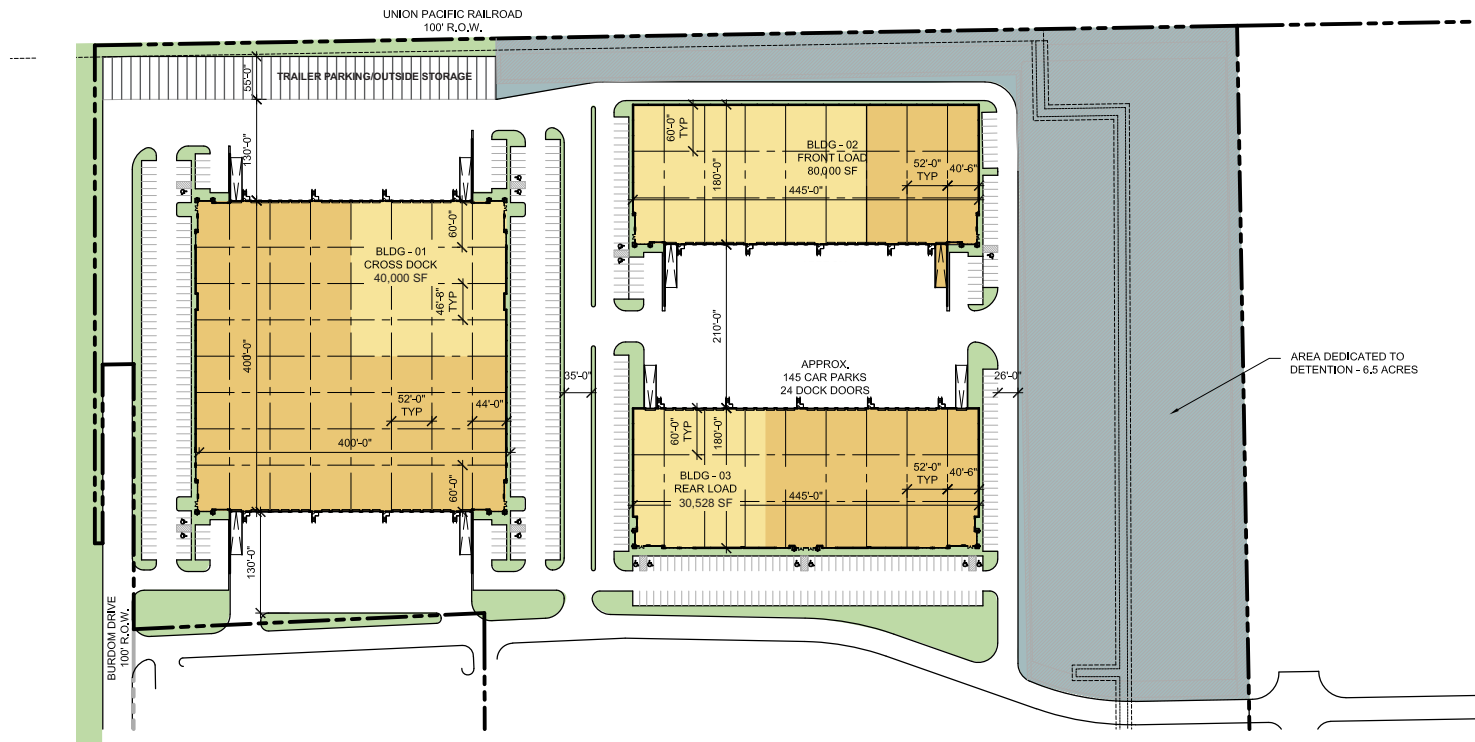 UNION PACIFIC RAILROAD
100' R.O.W.
TRAILER PARKING/OUTSIDE STORAGE
55'-0"
130'-0"
BLDG - 01
CROSS DOCK
40,000 SF
60'-0"
46'-8"
TYP
400'-0"
52'-0"
TYP
44'-0"
400'-0"
60'-0"
130'-0"
BURDOM DRIVE
100' R.O.W.
35'-0"
60'-0"
TYP
180'-0"
BLDG - 02
FRONT LOAD
80,000 SF
52'-0"
TYP
40'-6"
445'-0"
210'-0"
APPROX.
145 CAR PARKS
24 DOCK DOORS
26'-0"
60'-0"
TYP
180'-0"
BLDG - 03
REAR LOAD
30,528 SF
52'-0"
TYP
40'-6"
445'-0"
AREA DEDICATED TO
DETENTION - 6.5 ACRES